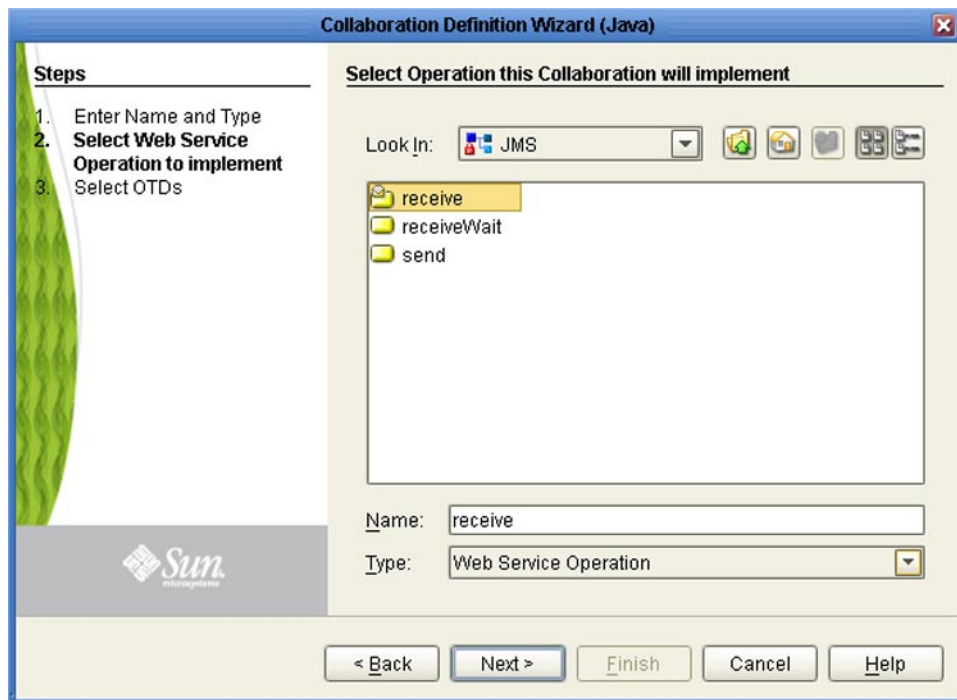 Collaboration Definition Wizard (Java)
Steps
1. Enter Name and Type
2. Select Web Service
Operation to implement
3. Select OTDs
Sun
microsystems
Select Operation this Collaboration will implement
Look In: JMS
receive
receiveWait
send
Name: receive
Type: Web Service Operation
< Back Next > Finish Cancel Help